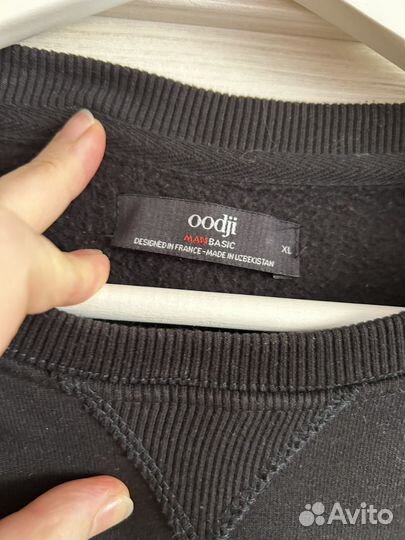 oodji
MAN BASIC
DESIGNED IN FRANCE-MADE IN UZBEKISTAN
XL
Avito